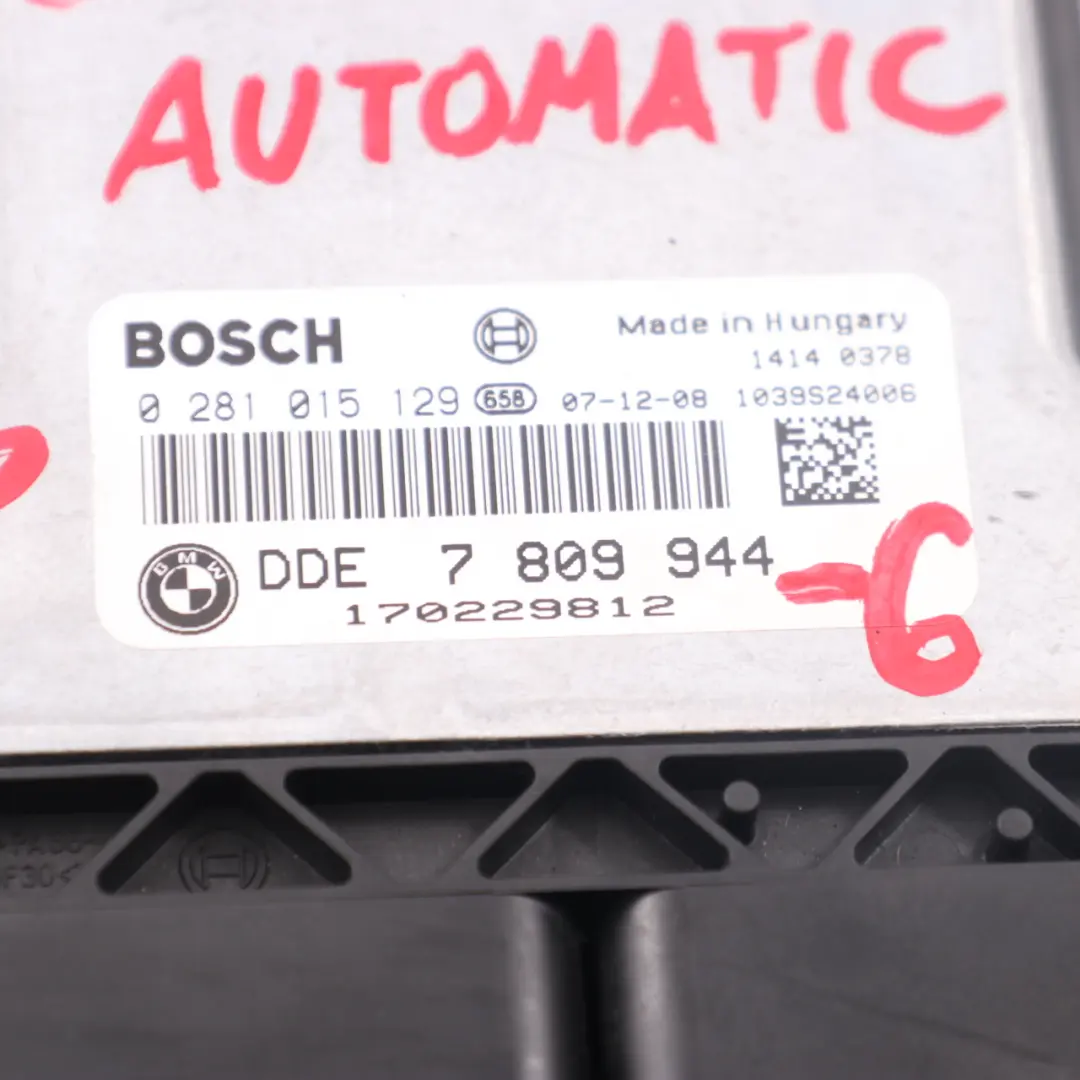 AUTOMATIC
BOSCH
Made in Hungary
1414 0378
0 281 015 129 658 07-12-08 1039S24006
BMW
DDE 7 809 944 -6
170229812